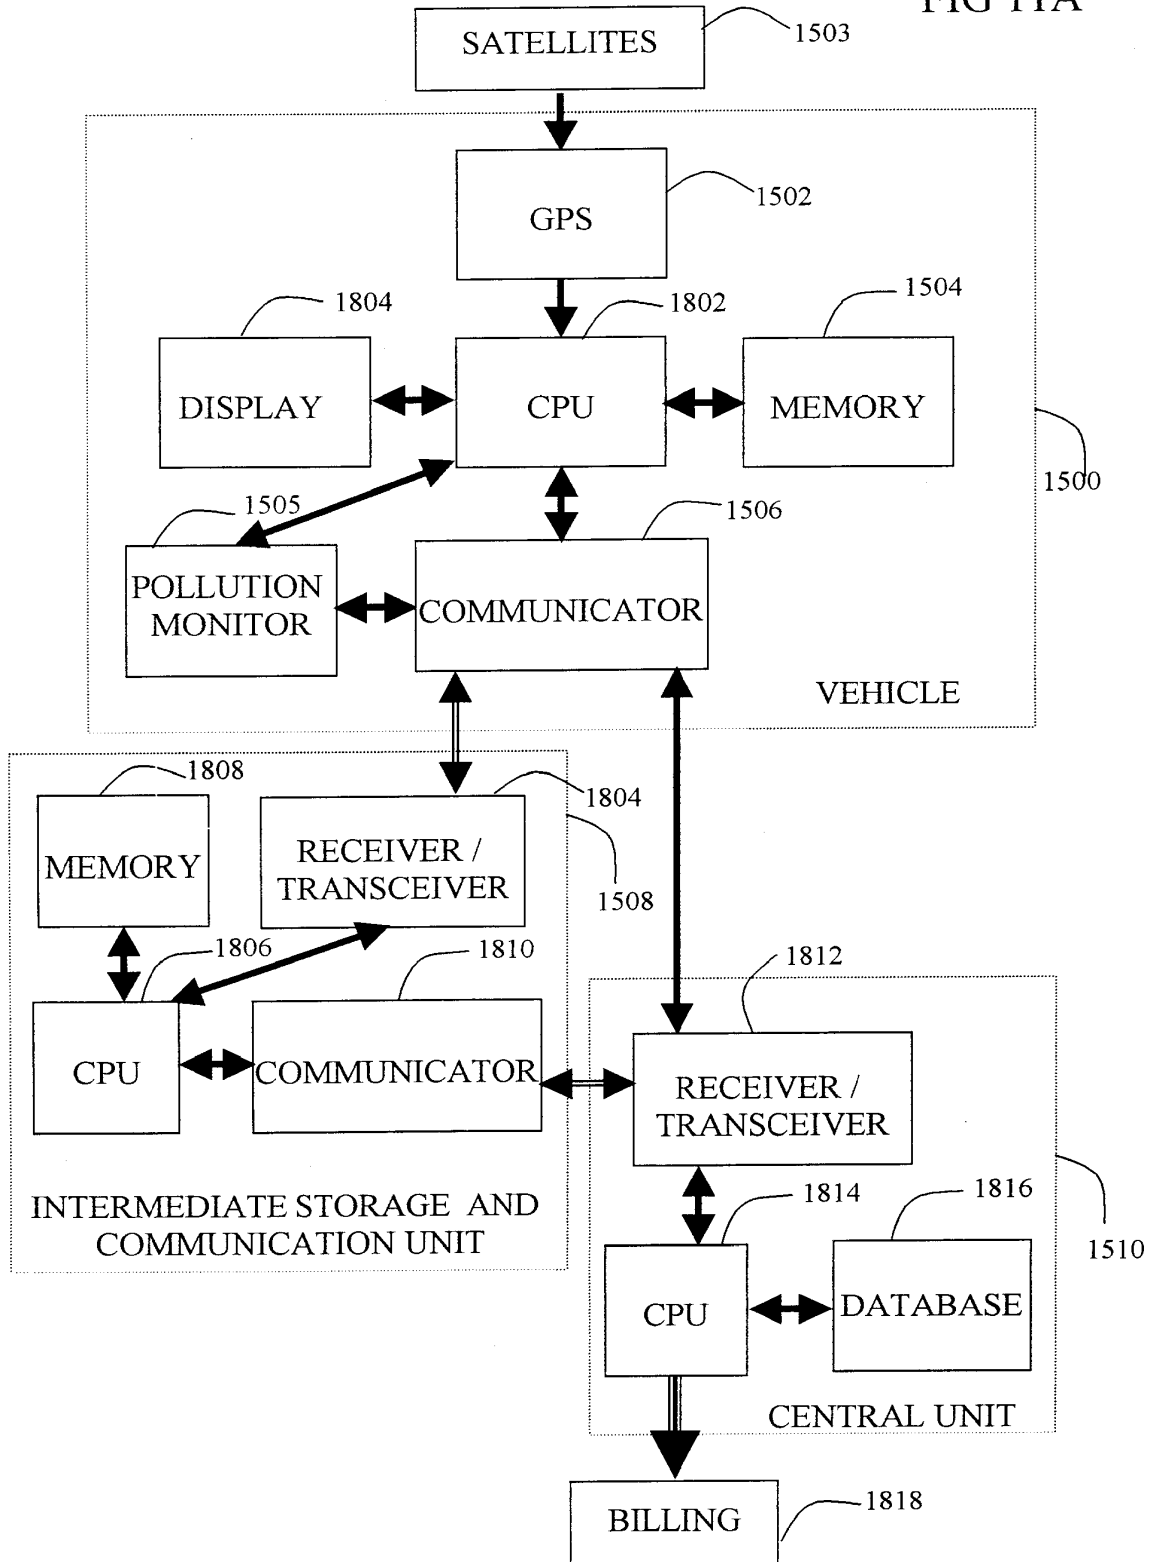 FIG 11A
SATELLITES
1503
GPS
1502
1804
1802
1504
DISPLAY
CPU
MEMORY
1500
1505
1506
POLLUTION
MONITOR
COMMUNICATOR
VEHICLE
1808
1804
MEMORY
RECEIVER /
TRANSCEIVER
1508
1806
1810
1812
CPU
COMMUNICATOR
RECEIVER /
TRANSCEIVER
INTERMEDIATE STORAGE AND
COMMUNICATION UNIT
1814
1816
1510
CPU
DATABASE
CENTRAL UNIT
BILLING
1818